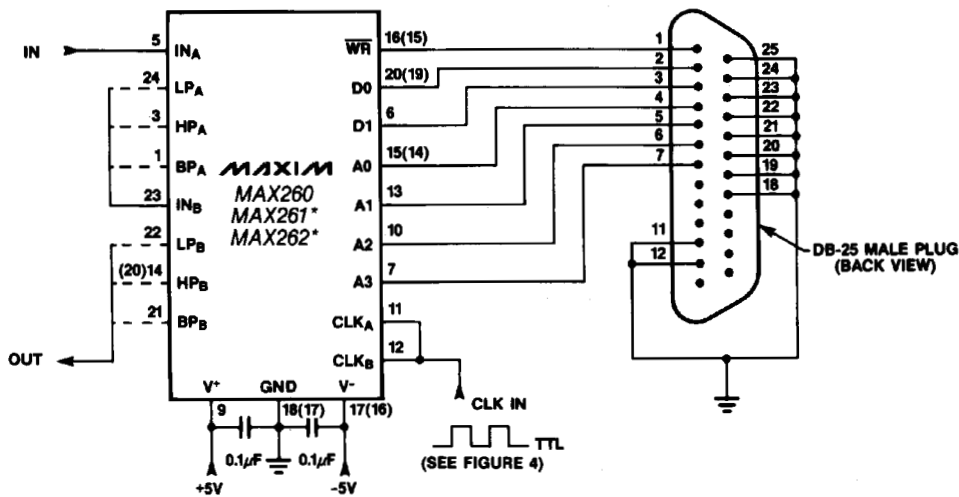 IN
5
INA
24
LPA
3
HPA
1
BPA
23
INB
22
LPB
(20)14
HPB
21
BPB
OUT
MAXIM
MAX260
MAX261*
MAX262*
WR
16(15)
D0
20(19)
D1
6
A0
15(14)
A1
13
A2
10
A3
7
CLKA
11
CLKB
12
V+
GND
V-
9
18(17)
17(16)
0.1μF
0.1μF
+5V
-5V
CLK IN
TTL
(SEE FIGURE 4)
1
2
3
4
5
6
7
11
12
25
24
23
22
21
20
19
18
DB-25 MALE PLUG
(BACK VIEW)